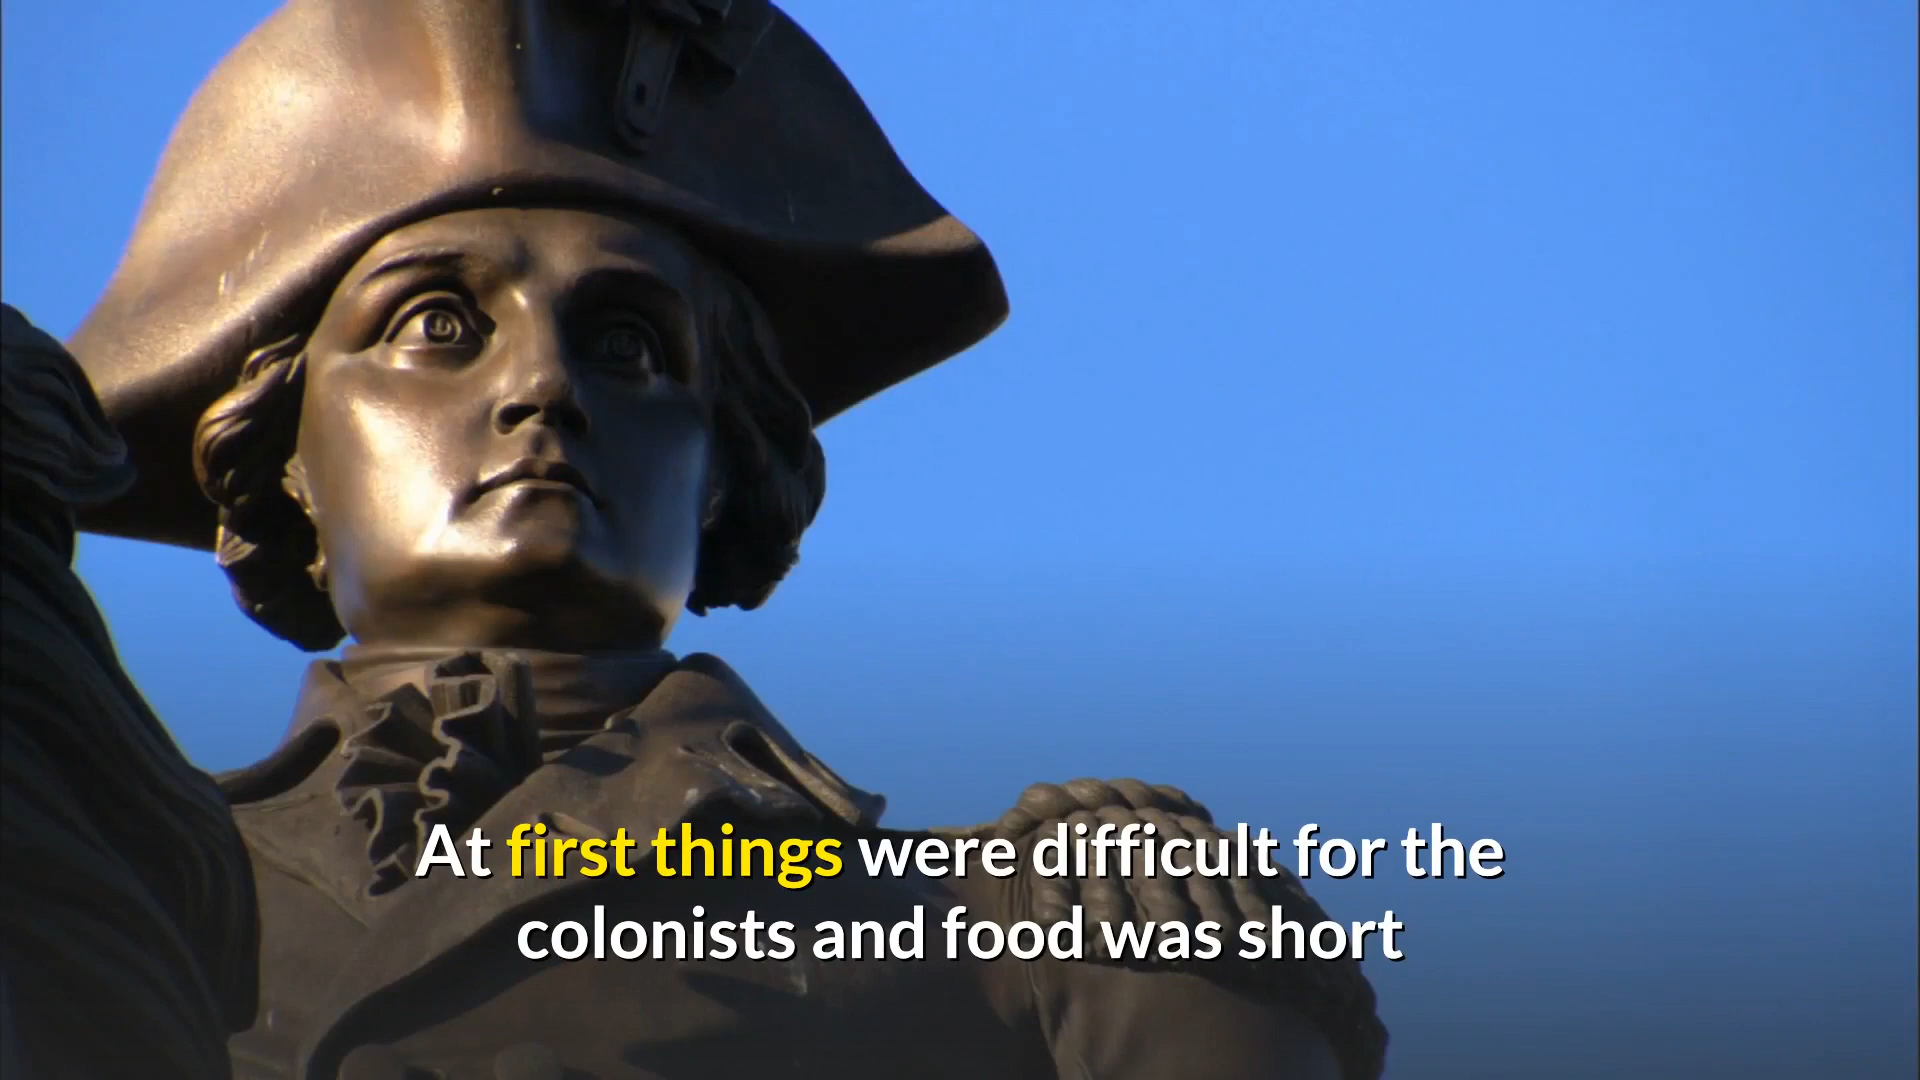 At first things were difficult for the
colonists and food was short